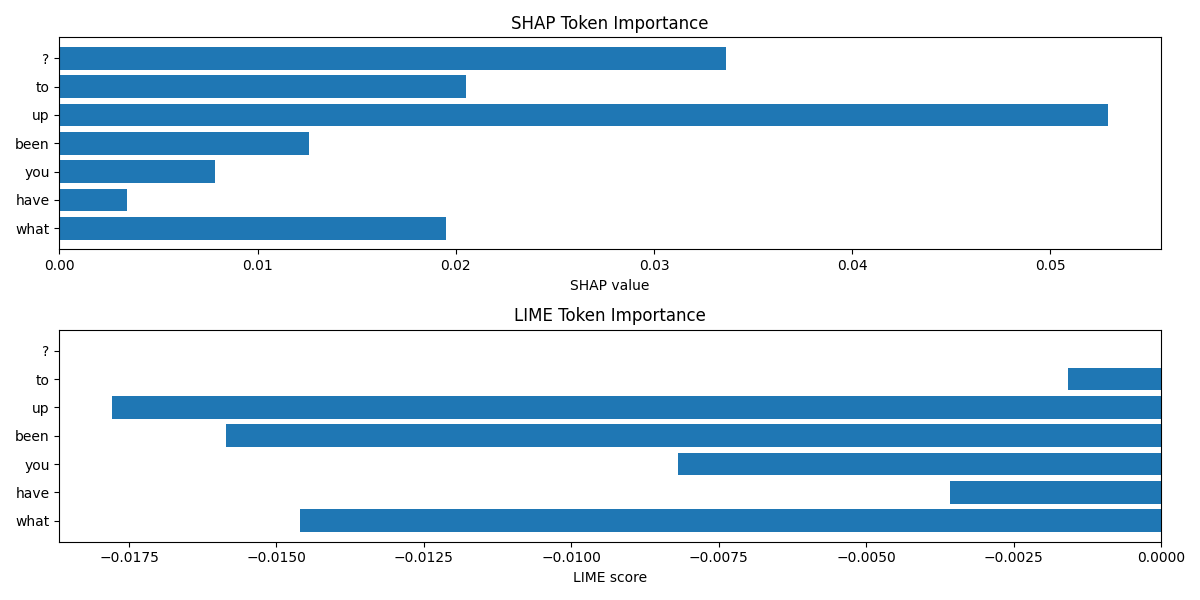 SHAP Token Importance
?
to
up
been
you
have
what
0.00 0.01 0.02 0.03 0.04 0.05
SHAP value
LIME Token Importance
?
to
up
been
you
have
what
−0.0175 −0.0150 −0.0125 −0.0100 −0.0075 −0.0050 −0.0025 0.0000
LIME score